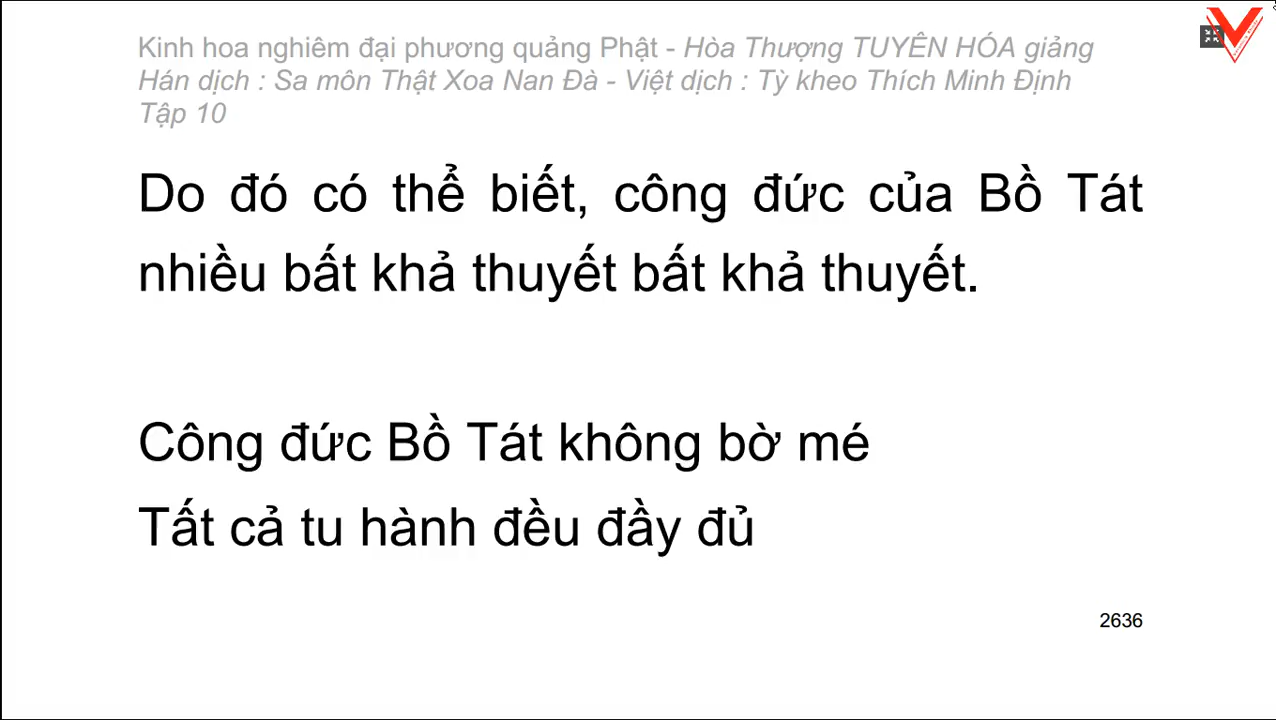 Kinh hoa nghiêm đại phương quảng Phật - Hòa Thượng TUYÊN HÓA giảng
Hán dịch : Sa môn Thật Xoa Nan Đà - Việt dịch : Tỳ kheo Thích Minh Định
Tập 10
Do đó có thể biết, công đức của Bồ Tát
nhiều bất khả thuyết bất khả thuyết.
Công đức Bồ Tát không bờ mé
Tất cả tu hành đều đầy đủ
2636